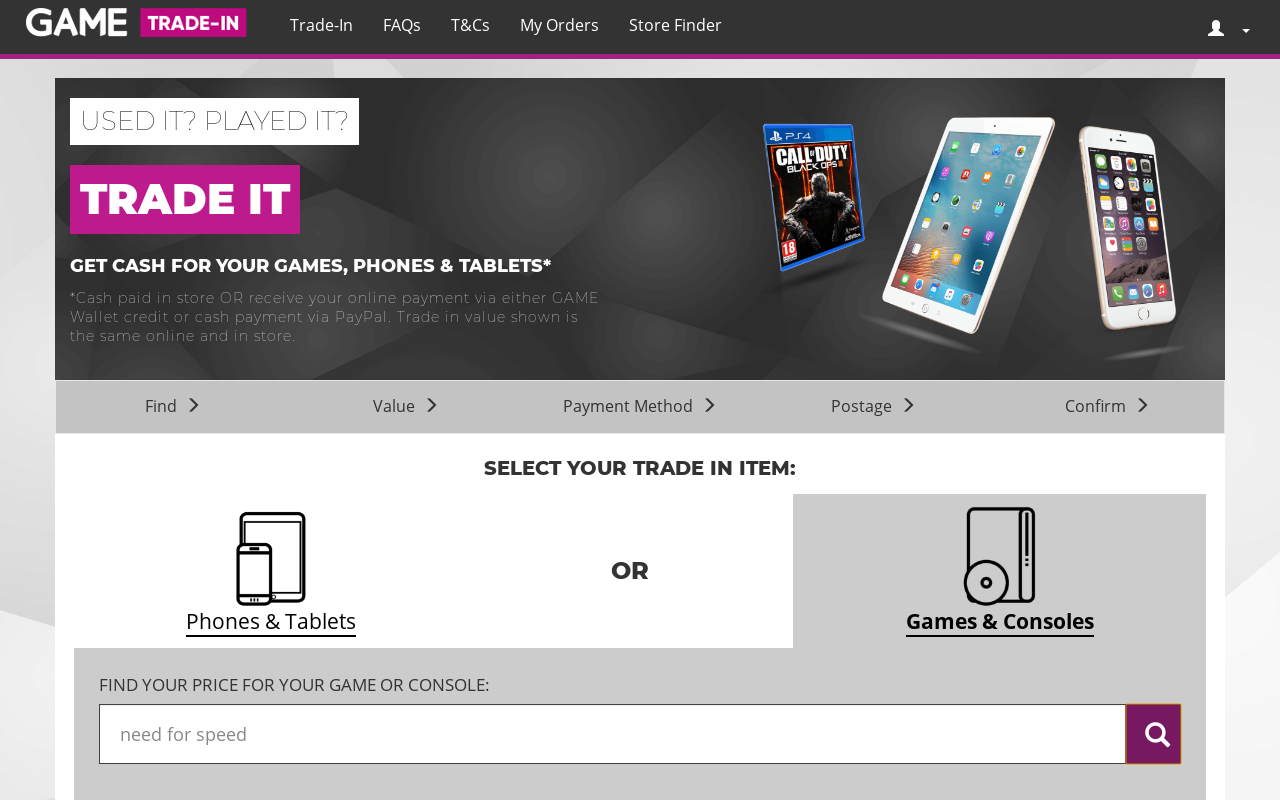 GAME TRADE-IN Trade-In FAQs T&Cs My Orders Store Finder
USED IT? PLAYED IT?
TRADE IT
GET CASH FOR YOUR GAMES, PHONES & TABLETS*
*Cash paid in store OR receive your online payment via either GAME
Wallet credit or cash payment via PayPal. Trade in value shown is
the same online and in store.
PS4
CALL OF DUTY
BLACK OPS III
18
Find Value Payment Method Postage Confirm
SELECT YOUR TRADE IN ITEM:
OR
Phones & Tablets
Games & Consoles
FIND YOUR PRICE FOR YOUR GAME OR CONSOLE:
need for speed